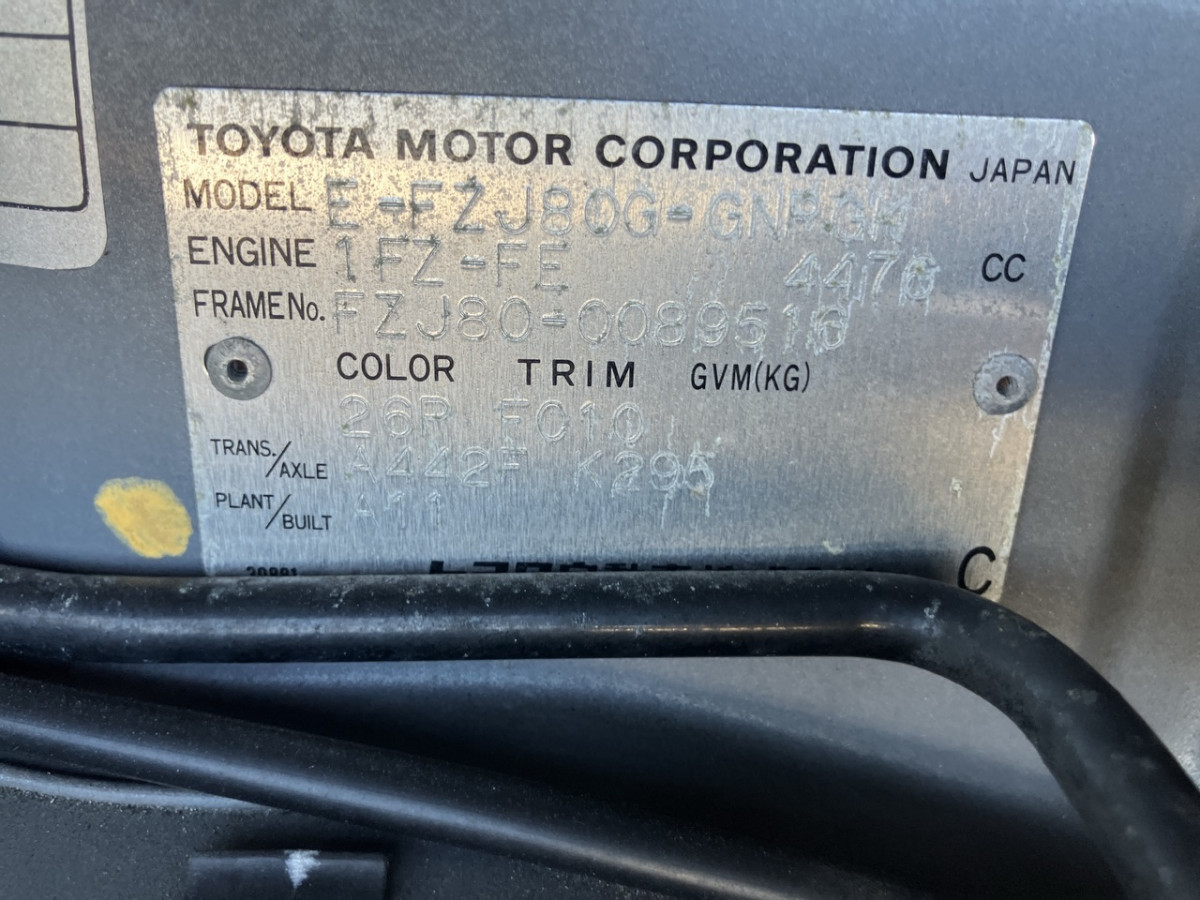 TOYOTA MOTOR CORPORATION JAPAN
MODEL E-FZJ80G-GNPGK
ENGINE 1FZ-FE 4476 CC
FRAME No. FZJ80-0089516
COLOR TRIM GVM(KG)
26R FC10
TRANS./AXLE A442F K295
PLANT/BUILT A11
C